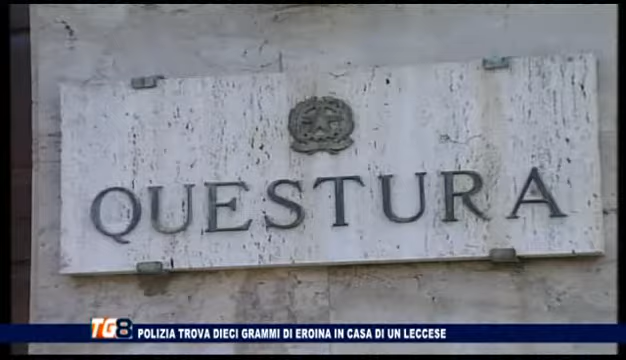 QUESTURA
TG8 POLIZIA TROVA DIECI GRAMMI DI EROINA IN CASA DI UN LECCESE